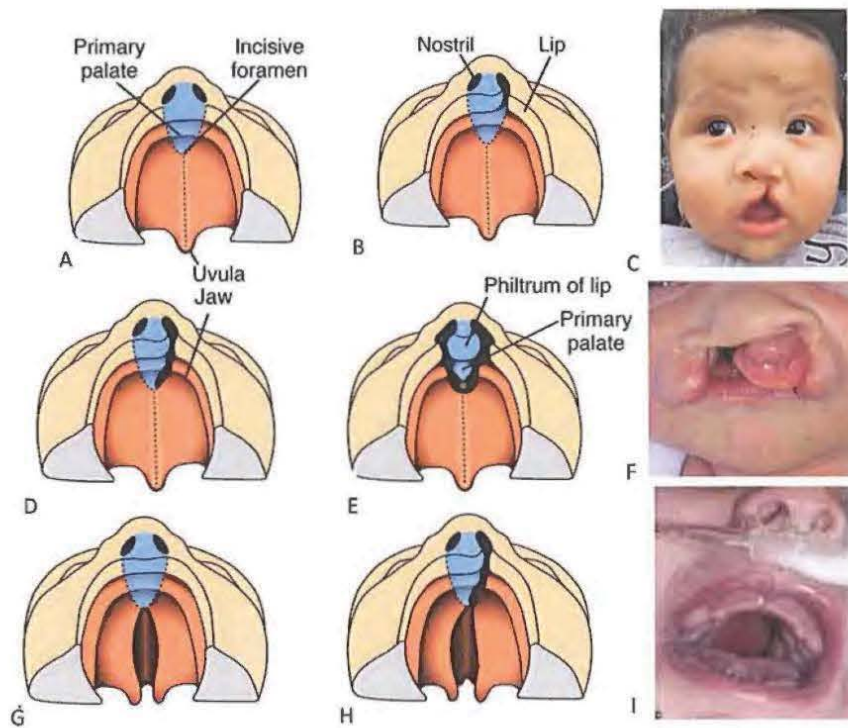 Primary
palate
Incisive
foramen
A
Nostril
Lip
B
C
Uvula
Jaw
D
Philtrum of lip
Primary
palate
E
F
G
H
I